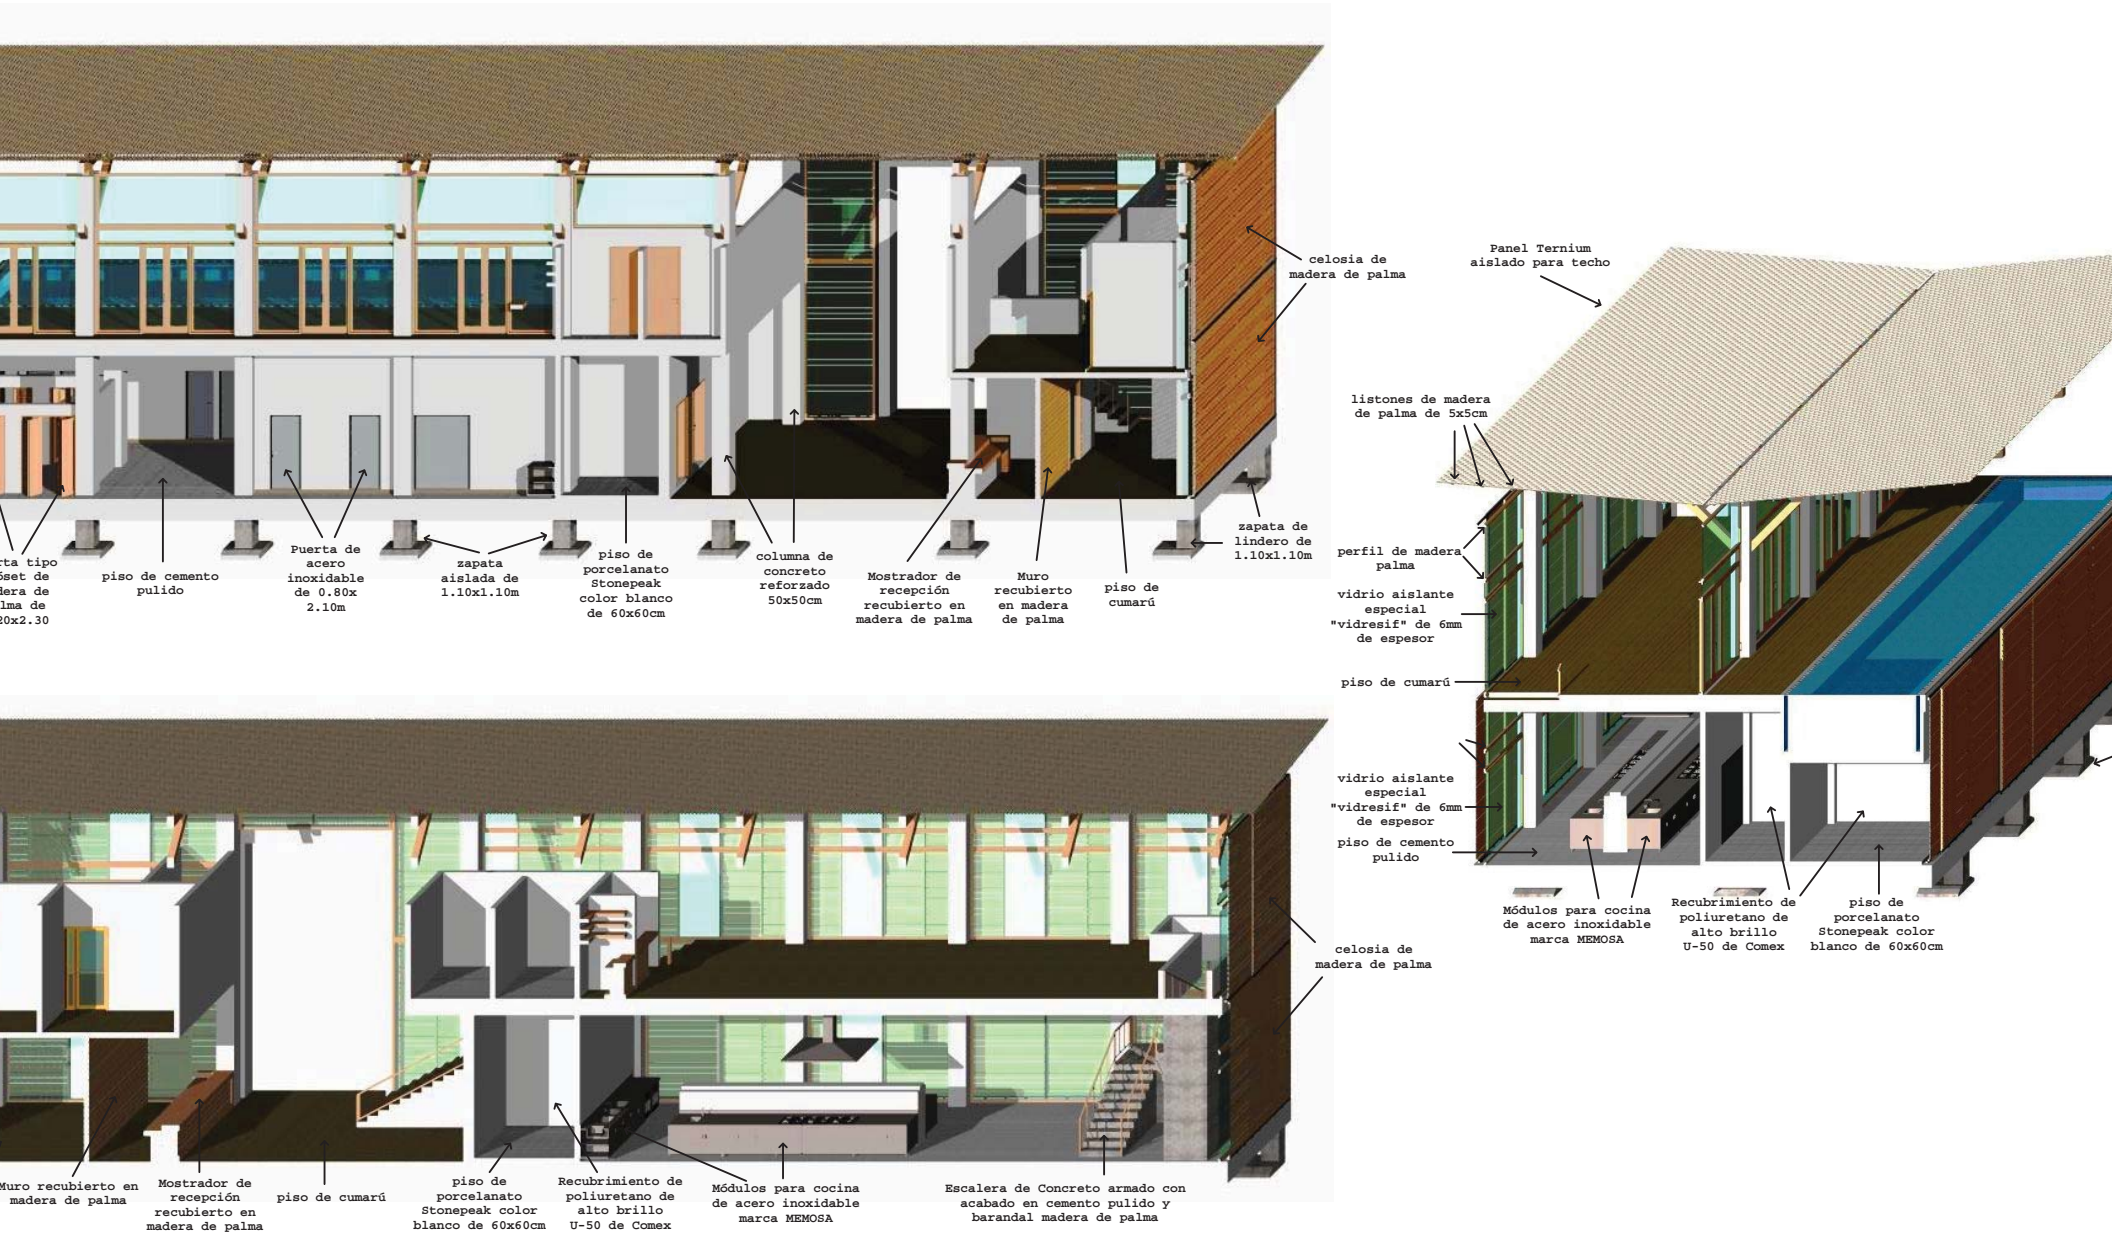 celosia de
madera de palma
rta tipo
set de
dera de
lma de
20x2.30
piso de cemento
pulido
Puerta de
acero
inoxidable
de 0.80x
2.10m
zapata
aislada de
1.10x1.10m
piso de
porcelanato
Stonepeak
color blanco
de 60x60cm
columna de
concreto
reforzado
50x50cm
Mostrador de
recepción
recubierto en
madera de palma
Muro
recubierto
en madera
de palma
piso de
cumarú
zapata de
lindero de
1.10x1.10m
Panel Ternium
aislado para techo
listones de madera
de palma de 5x5cm
perfil de madera
palma
vidrio aislante
especial
"vidresif" de 6mm
de espesor
piso de cumarú
vidrio aislante
especial
"vidresif" de 6mm
de espesor
piso de cemento
pulido
Módulos para cocina
de acero inoxidable
marca MEMOSA
Recubrimiento de
poliuretano de
alto brillo
U-50 de Comex
piso de
porcelanato
Stonepeak color
blanco de 60x60cm
celosia de
madera de palma
Muro recubierto en
madera de palma
Mostrador de
recepción
recubierto en
madera de palma
piso de cumarú
piso de
porcelanato
Stonepeak color
blanco de 60x60cm
Recubrimiento de
poliuretano de
alto brillo
U-50 de Comex
Módulos para cocina
de acero inoxidable
marca MEMOSA
Escalera de Concreto armado con
acabado en cemento pulido y
barandal madera de palma